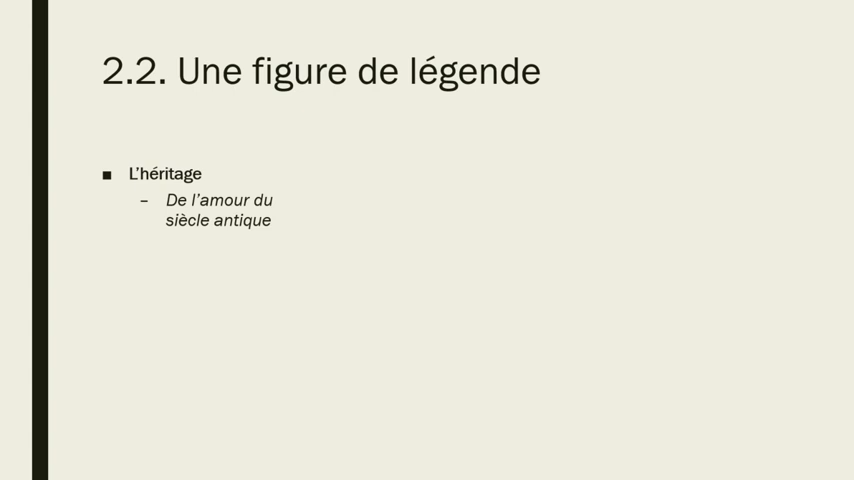 2.2. Une figure de légende
■ L’héritage
– De l’amour du
siècle antique